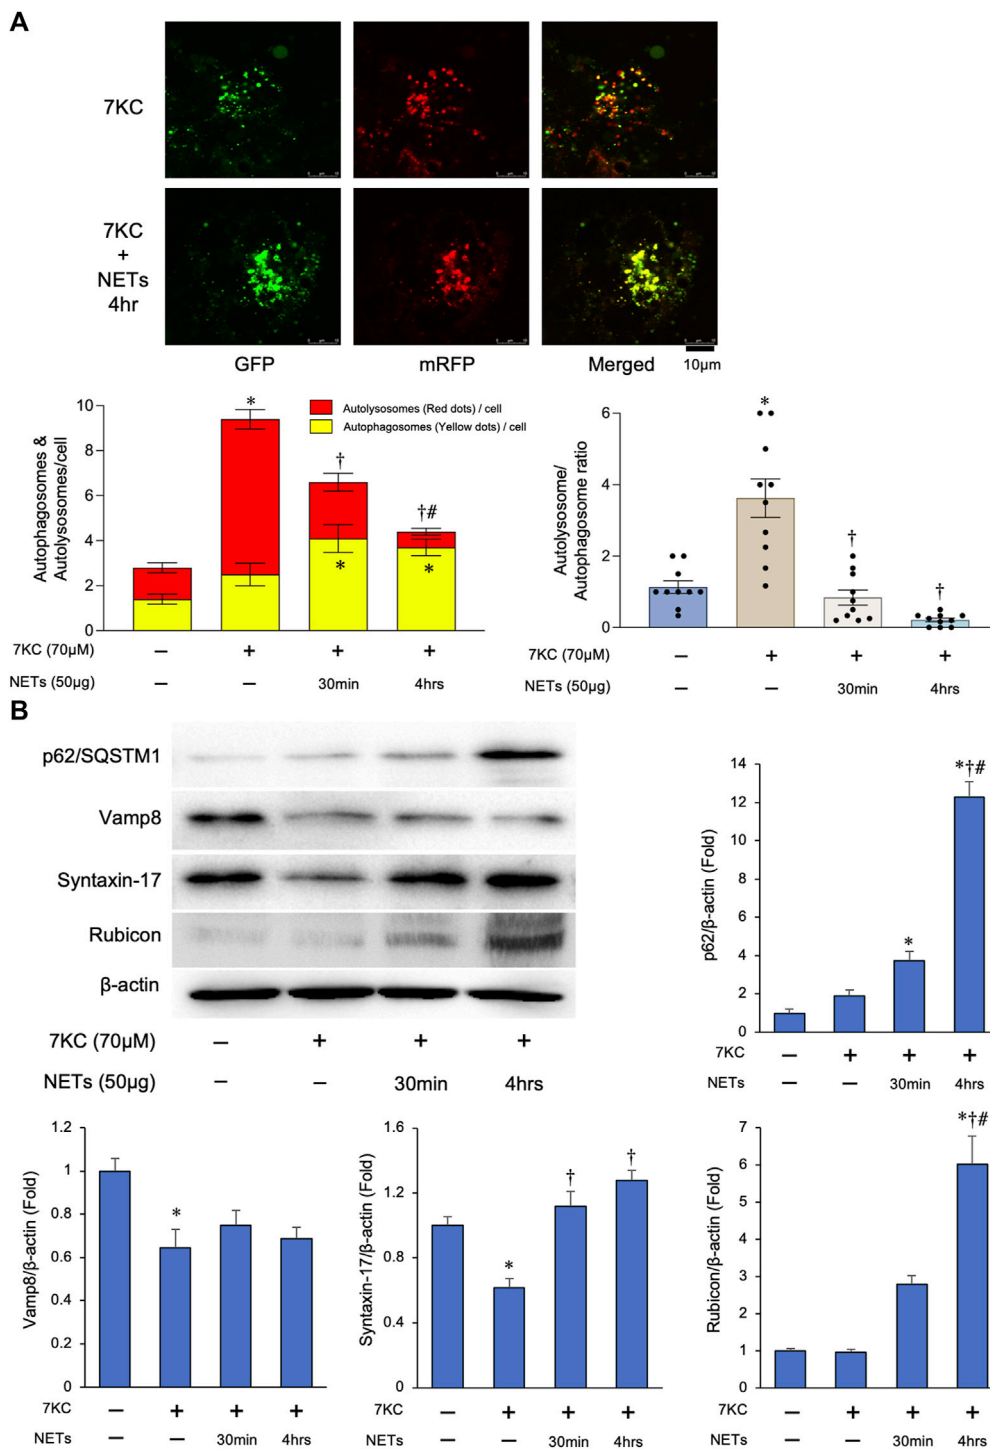 A
7KC
7KC
+
NETs
4hr
GFP
mRFP
Merged
10μm
Autophagosomes &
Autolysosomes/cell
10
8
6
4
2
0
*
†
†#
*
*
Autolysosomes (Red dots) / cell
Autophagosomes (Yellow dots) / cell
7KC (70μM) – + + +
NETs (50μg) – – 30min 4hrs
Autolysosome/
Autophagosome ratio
6
4
2
0
*
†
†
7KC (70μM) – + + +
NETs (50μg) – – 30min 4hrs
B
p62/SQSTM1
Vamp8
Syntaxin-17
Rubicon
β-actin
7KC (70μM) – + + +
NETs (50μg) – – 30min 4hrs
p62/β-actin (Fold)
14
12
10
8
6
4
2
0
*
*†#
7KC – + + +
NETs – – 30min 4hrs
Vamp8/β-actin (Fold)
1.2
1
0.8
0.6
0.4
0.2
0
*
7KC – + + +
NETs – – 30min 4hrs
Syntaxin-17/β-actin (Fold)
1.6
1.2
0.8
0.4
0
*
†
†
7KC – + + +
NETs – – 30min 4hrs
Rubicon/β-actin (Fold)
7
6
5
4
3
2
1
0
*†#
7KC – + + +
NETs – – 30min 4hrs